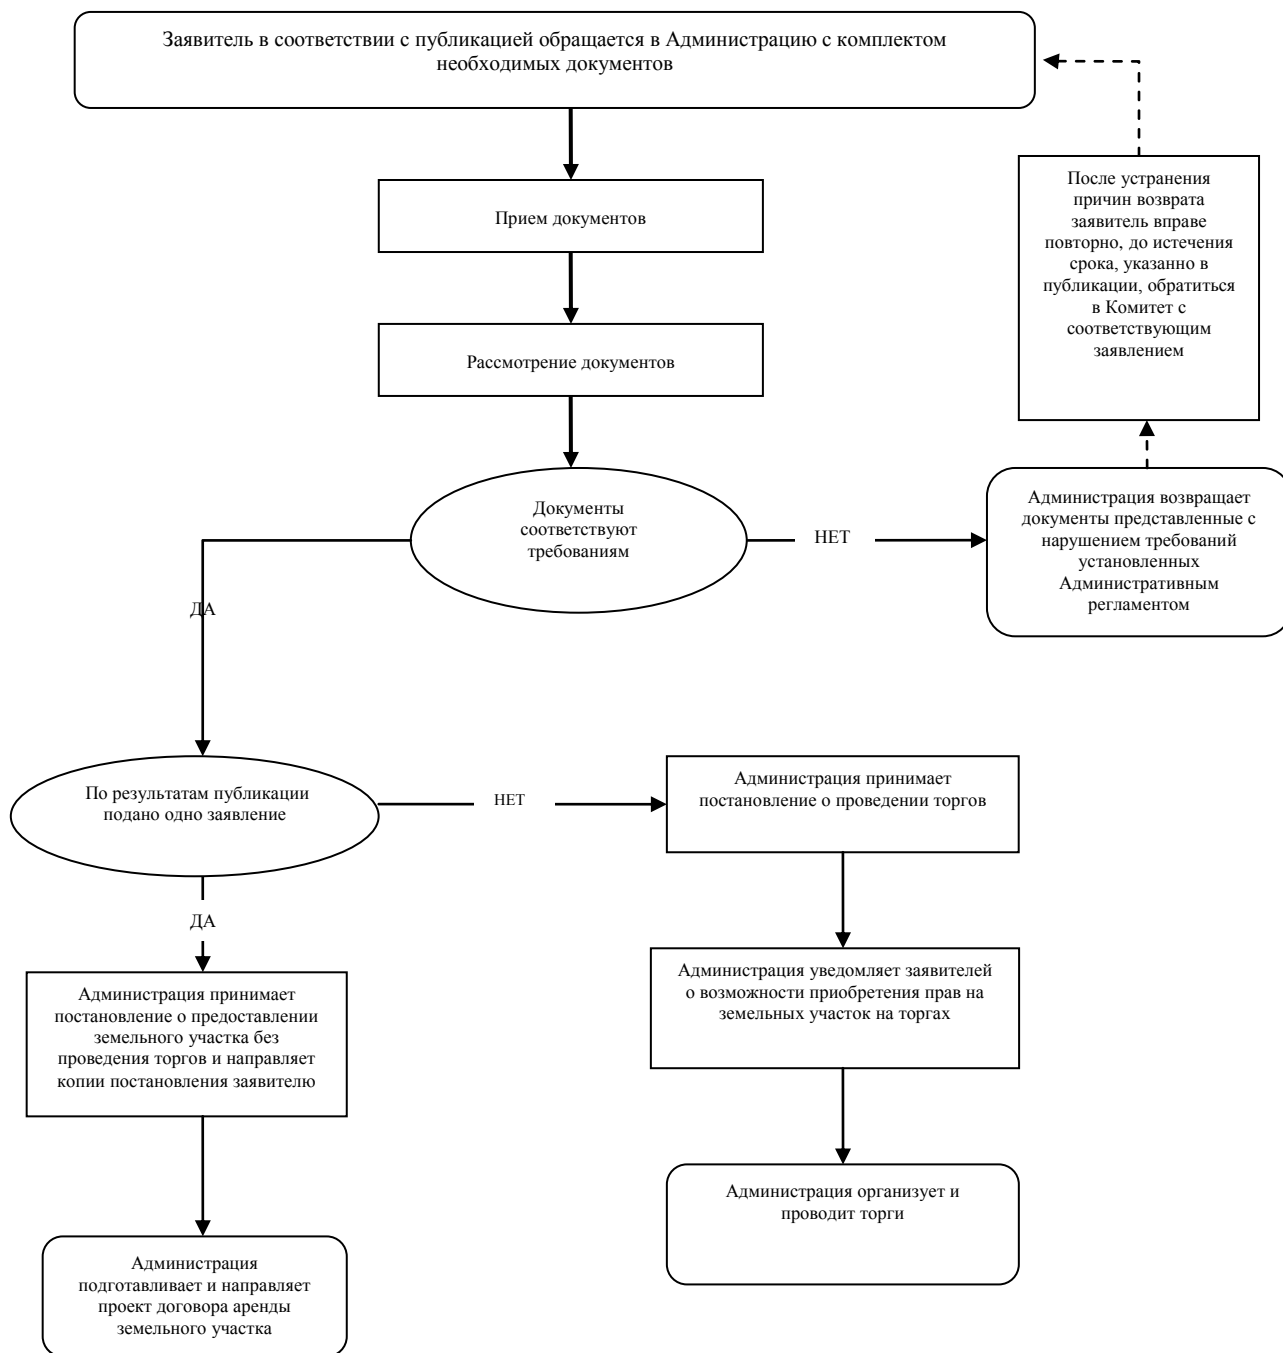 Заявитель в соответствии с публикацией обращается в Администрацию с комплектом
необходимых документов
Прием документов
Рассмотрение документов
После устранения
причин возврата
заявитель вправе
повторно, до истечения
срока, указанно в
публикации, обратиться
в Комитет с
соответствующим
заявлением
Документы
соответствуют
требованиям
НЕТ
Администрация возвращает
документы представленные с
нарушением требований
установленных
Административным
регламентом
ДА
По результатам публикации
подано одно заявление
НЕТ
Администрация принимает
постановление о проведении торгов
ДА
Администрация принимает
постановление о предоставлении
земельного участка без
проведения торгов и направляет
копии постановления заявителю
Администрация уведомляет заявителей
о возможности приобретения прав на
земельных участок на торгах
Администрация организует и
проводит торги
Администрация
подготавливает и направляет
проект договора аренды
земельного участка